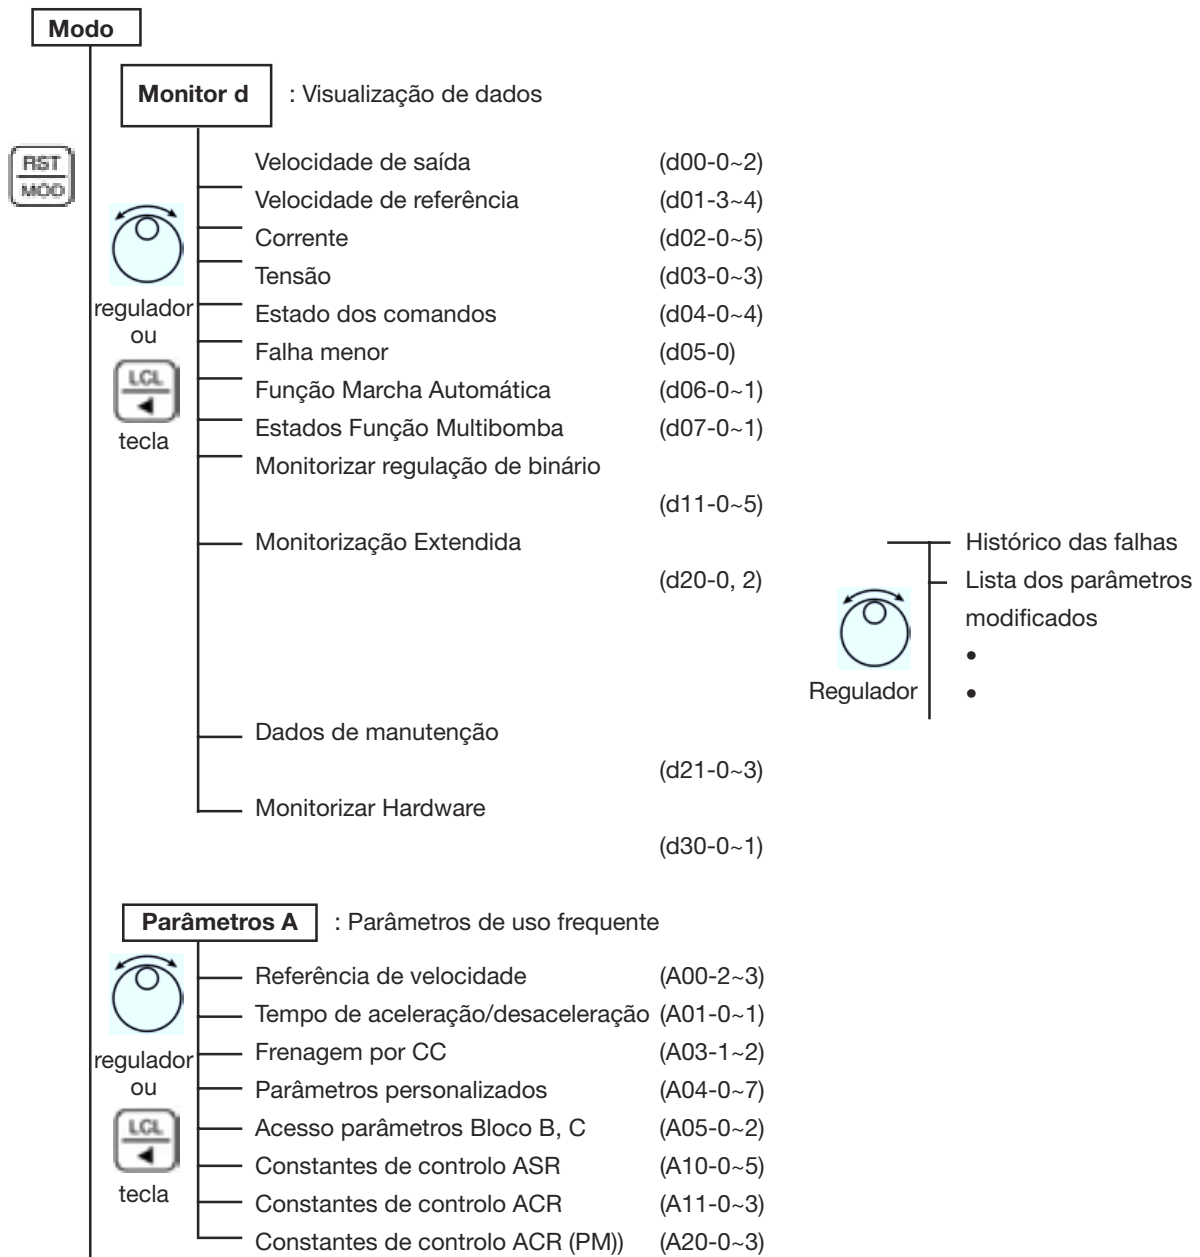 Modo
Monitor d : Visualização de dados
RST
MOD
Velocidade de saída (d00-0~2)
Velocidade de referência (d01-3~4)
Corrente (d02-0~5)
Tensão (d03-0~3)
regulador
ou
Estado dos comandos (d04-0~4)
Falha menor (d05-0)
LCL
Função Marcha Automática (d06-0~1)
tecla
Estados Função Multibomba (d07-0~1)
Monitorizar regulação de binário
(d11-0~5)
Monitorização Extendida
(d20-0, 2)
Histórico das falhas
Lista dos parâmetros
modificados
•
•
Regulador
Dados de manutenção
(d21-0~3)
Monitorizar Hardware
(d30-0~1)
Parâmetros A : Parâmetros de uso frequente
Referência de velocidade (A00-2~3)
Tempo de aceleração/desaceleração (A01-0~1)
regulador
ou
Frenagem por CC (A03-1~2)
Parâmetros personalizados (A04-0~7)
LCL
Acesso parâmetros Bloco B, C (A05-0~2)
Constantes de controlo ASR (A10-0~5)
tecla
Constantes de controlo ACR (A11-0~3)
Constantes de controlo ACR (PM)) (A20-0~3)